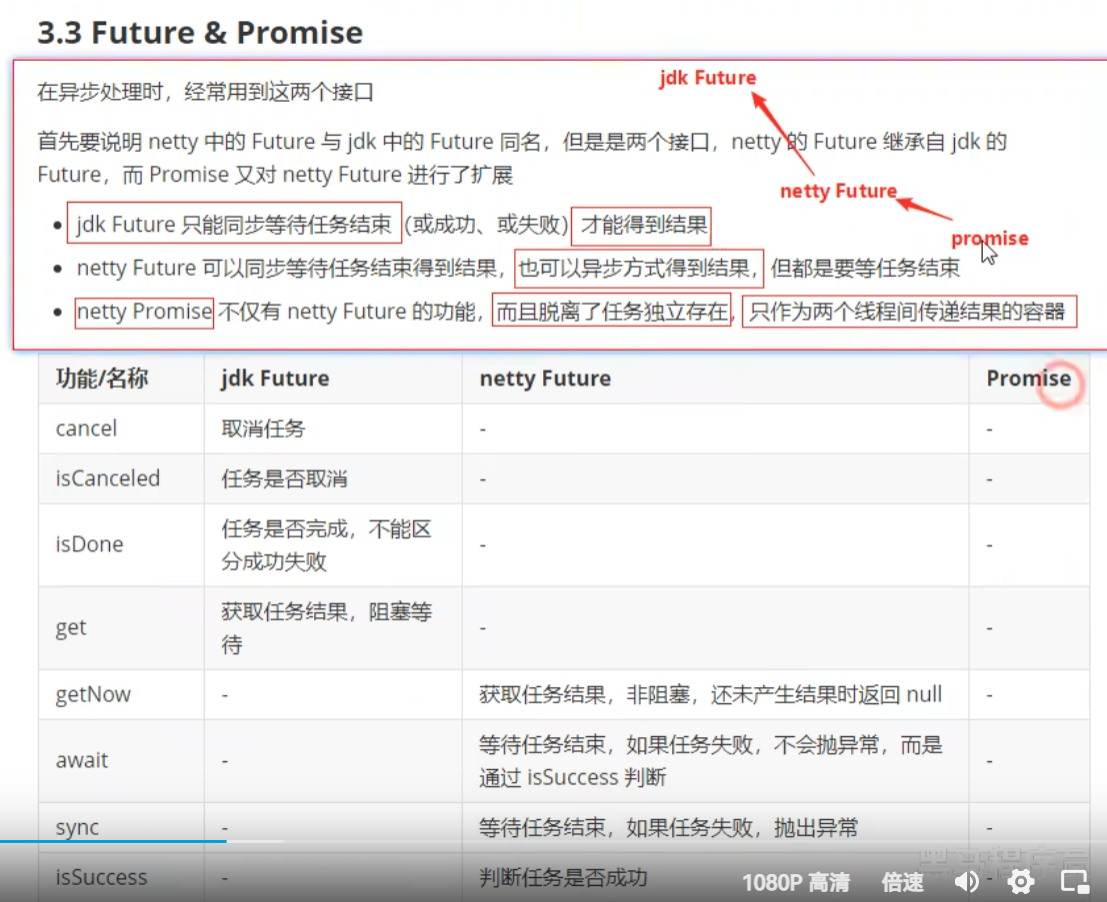 3.3 Future & Promise
在异步处理时，经常用到这两个接口
jdk Future
首先要说明 netty 中的 Future 与 jdk 中的 Future 同名，但是是两个接口，netty 的 Future 继承自 jdk 的
Future，而 Promise 又对 netty Future 进行了扩展
netty Future
promise
• jdk Future 只能同步等待任务结束 (或成功、或失败) 才能得到结果
• netty Future 可以同步等待任务结束得到结果，也可以异步方式得到结果，但都是要等任务结束
• netty Promise 不仅有 netty Future 的功能，而且脱离了任务独立存在，只作为两个线程间传递结果的容器
功能/名称 jdk Future netty Future Promise
cancel 取消任务 - -
isCanceled 任务是否取消 - -
isDone 任务是否完成，不能区
分成功失败 - -
get 获取任务结果，阻塞等
待 - -
getNow - 获取任务结果，非阻塞，还未产生结果时返回 null -
await - 等待任务结束，如果任务失败，不会抛异常，而是
通过 isSuccess 判断 -
sync - 等待任务结束，如果任务失败，抛出异常 -
isSuccess - 判断任务是否成功 -
1080P 高清 倍速